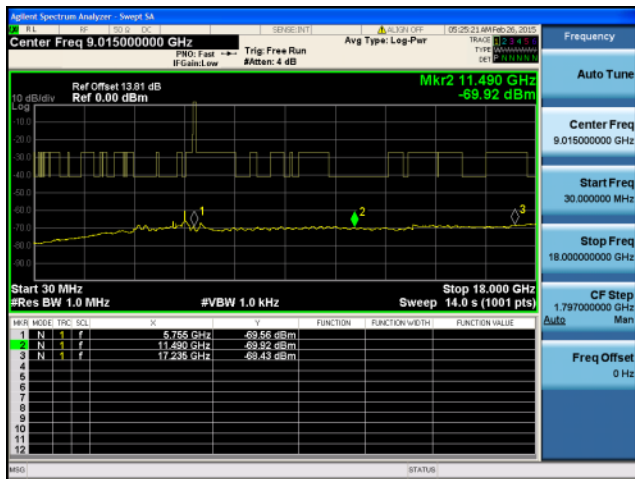 Agilent Spectrum Analyzer - Swept SA
RL RF 50 Ω DC SENSE:INT ALIGN OFF 05:25:21 AM Feb 26, 2015
Center Freq 9.015000000 GHz
PNO: Fast
IFGain:Low
Trig: Free Run
#Atten: 4 dB
Avg Type: Log-Pwr
TRACE 1 2 3 4 5 6
TYPE
DET P N N N N N
Frequency
Auto Tune
Center Freq
9.015000000 GHz
Start Freq
30.000000 MHz
Stop Freq
18.000000000 GHz
CF Step
1.797000000 GHz
Auto Man
Freq Offset
0 Hz
Mkr2 11.490 GHz
-69.92 dBm
Ref Offset 13.81 dB
10 dB/div Ref 0.00 dBm
Log
-10.0
-20.0
-30.0
-40.0
-50.0
-60.0
-70.0
-80.0
-90.0
1
2
3
Start 30 MHz Stop 18.000 GHz
#Res BW 1.0 MHz #VBW 1.0 kHz Sweep 14.0 s (1001 pts)
MKR MODE TRC SCL X Y FUNCTION FUNCTION WIDTH FUNCTION VALUE
1 N 1 f 5.755 GHz -69.56 dBm
2 N 1 f 11.490 GHz -69.92 dBm
3 N 1 f 17.235 GHz -68.43 dBm
4
5
6
7
8
9
10
11
12
MSG STATUS